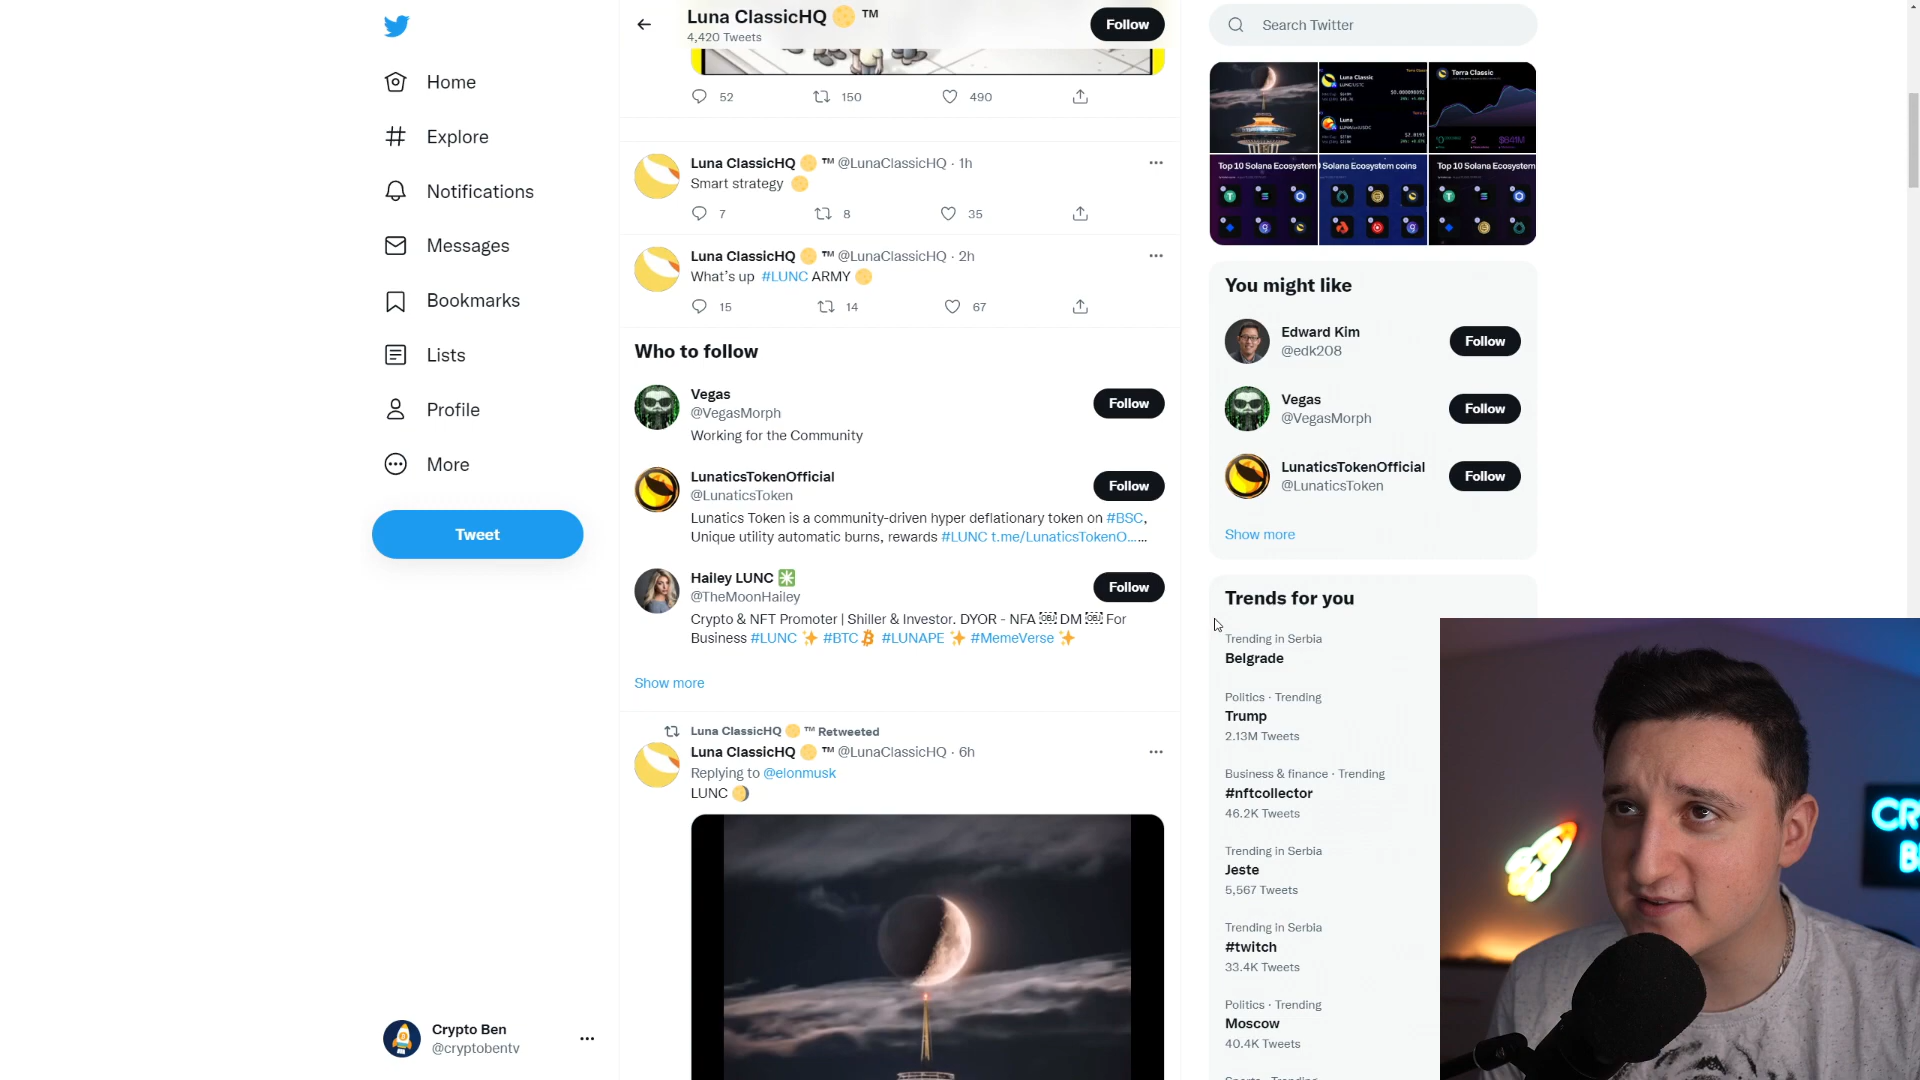 Luna ClassicHQ 🌕 ™
4,420 Tweets
Follow
Search Twitter
Home
Explore
Notifications
Messages
Bookmarks
Lists
Profile
More
Tweet
Crypto Ben
@cryptobentv
52 150 490
Luna ClassicHQ 🌕 ™ @LunaClassicHQ · 1h
Smart strategy 🌕
7 8 35
Luna ClassicHQ 🌕 ™ @LunaClassicHQ · 2h
What's up #LUNC ARMY 🌕
15 14 67
Who to follow
Vegas
@VegasMorph
Follow
Working for the Community
LunaticsTokenOfficial
@LunaticsToken
Follow
Lunatics Token is a community-driven hyper deflationary token on #BSC,
Unique utility automatic burns, rewards #LUNC t.me/LunaticsTokenO……
Hailey LUNC ✳️
@TheMoonHailey
Follow
Crypto & NFT Promoter | Shiller & Investor. DYOR - NFA OBJ DM OBJ For
Business #LUNC ✨ #BTC #LUNAPE ✨ #MemeVerse ✨
Show more
Luna ClassicHQ 🌕 ™ Retweeted
Luna ClassicHQ 🌕 ™ @LunaClassicHQ · 6h
Replying to @elonmusk
LUNC 🌖
Luna Classic
Luna
Terra Classic
Top 10 Solana Ecosystem
Solana Ecosystem coins
Top 10 Solana Ecosystem
You might like
Edward Kim
@edk208
Follow
Vegas
@VegasMorph
Follow
LunaticsTokenOfficial
@LunaticsToken
Follow
Show more
Trends for you
Trending in Serbia
Belgrade
Politics · Trending
Trump
2.13M Tweets
Business & finance · Trending
#nftcollector
46.2K Tweets
Trending in Serbia
Jeste
5,567 Tweets
Trending in Serbia
#twitch
33.4K Tweets
Politics · Trending
Moscow
40.4K Tweets
CR
B